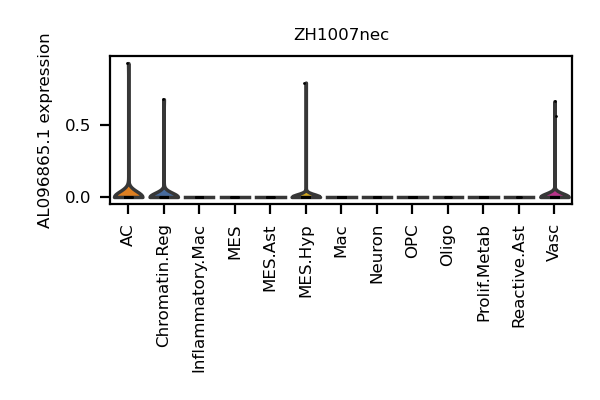 ZH1007nec
AL096865.1 expression
0.5
0.0
AC
Chromatin.Reg
Inflammatory.Mac
MES
MES.Ast
MES.Hyp
Mac
Neuron
OPC
Oligo
Prolif.Metab
Reactive.Ast
Vasc